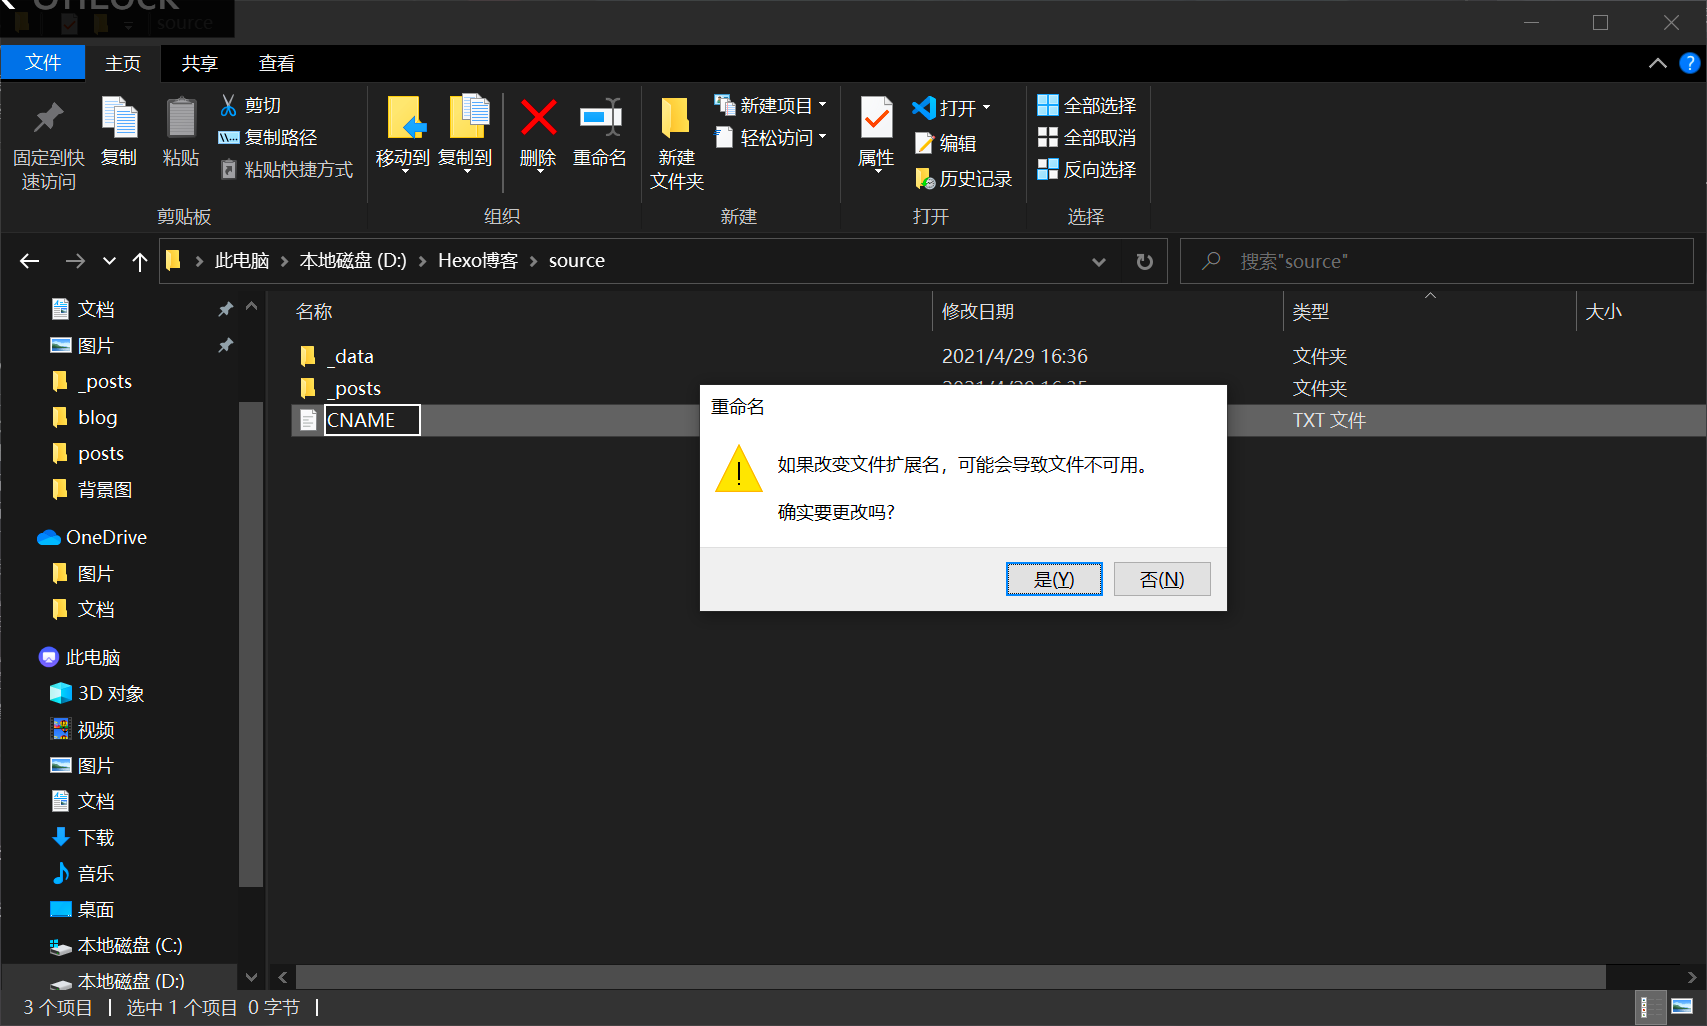 source
文件 主页 共享 查看
固定到快
速访问
复制
粘贴
剪切
复制路径
粘贴快捷方式
剪贴板
移动到
复制到
删除
重命名
组织
新建
文件夹
新建项目
轻松访问
新建
属性
打开
编辑
历史记录
打开
全部选择
全部取消
反向选择
选择
此电脑 > 本地磁盘 (D:) > Hexo博客 > source
搜索"source"
文档
图片
_posts
blog
posts
背景图
OneDrive
图片
文档
此电脑
3D 对象
视频
图片
文档
下载
音乐
桌面
本地磁盘 (C:)
本地磁盘 (D:)
名称 修改日期 类型 大小
_data 2021/4/29 16:36 文件夹
_posts 文件夹
CNAME TXT 文件
重命名
如果改变文件扩展名，可能会导致文件不可用。
确实要更改吗？
是(Y) 否(N)
3 个项目 选中 1 个项目 0 字节